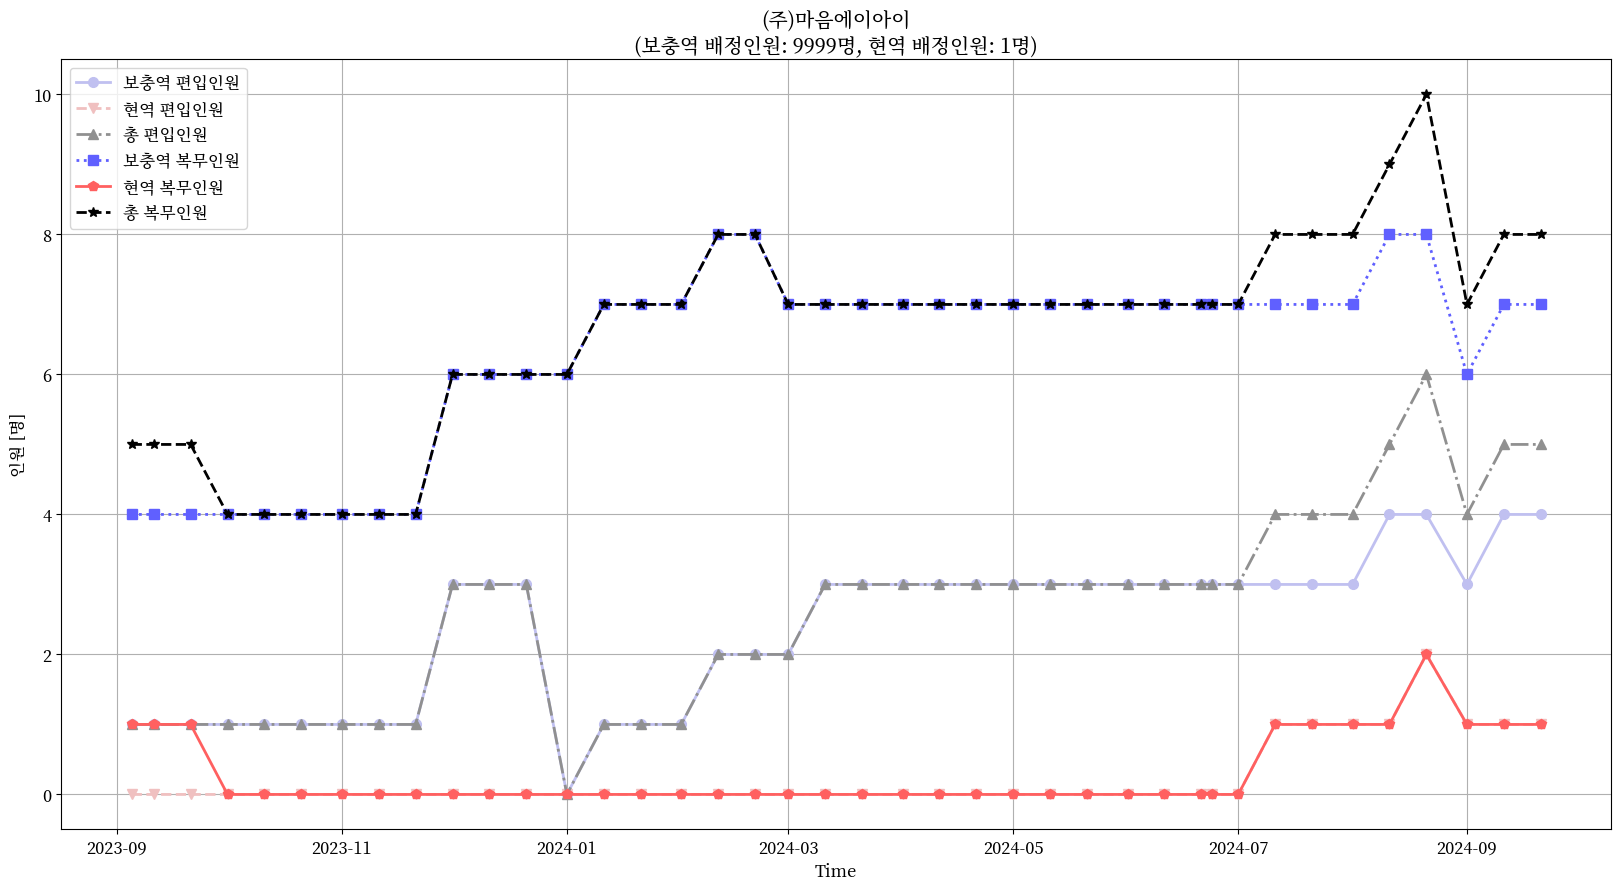 (주)마음에이아이
(보충역 배정인원: 9999명, 현역 배정인원: 1명)
보충역 편입인원
현역 편입인원
총 편입인원
보충역 복무인원
현역 복무인원
총 복무인원
10
8
6
4
2
0
인원 [명]
2023-09
2023-11
2024-01
2024-03
2024-05
2024-07
2024-09
Time